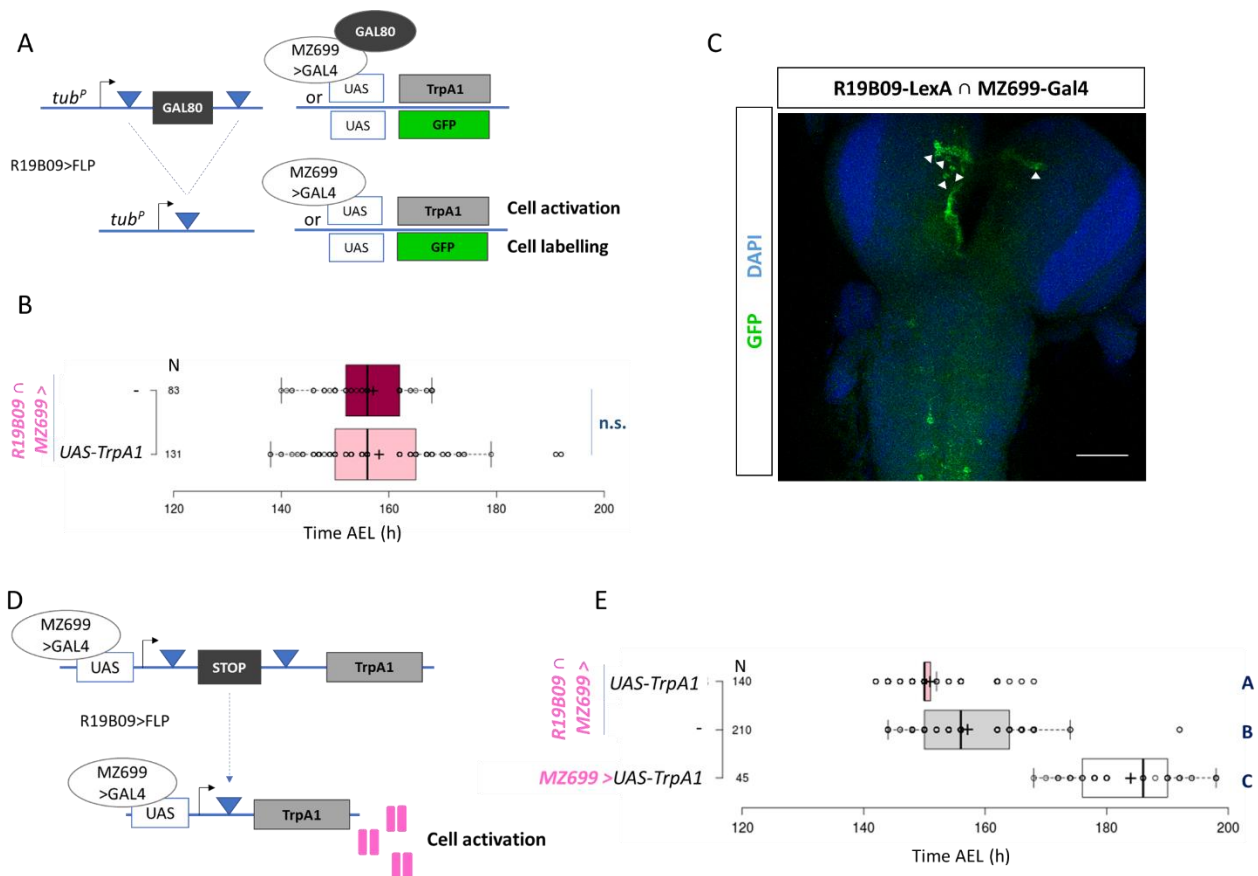 A
tubᴾ
GAL80
R19B09>FLP
tubᴾ
GAL80
MZ699
>GAL4
or
UAS
TrpA1
UAS
GFP
MZ699
>GAL4
or
UAS
TrpA1
Cell activation
UAS
GFP
Cell labelling
B
N
R19B09 ∩
MZ699 >
-
83
UAS-TrpA1
131
n.s.
120 140 160 180 200
Time AEL (h)
C
R19B09-LexA ∩ MZ699-Gal4
GFP DAPI
D
MZ699
>GAL4
UAS
STOP
TrpA1
R19B09>FLP
MZ699
>GAL4
UAS
TrpA1
Cell activation
E
N
R19B09 ∩
MZ699 >
UAS-TrpA1
140
A
-
210
B
MZ699 >UAS-TrpA1
45
C
120 140 160 180 200
Time AEL (h)